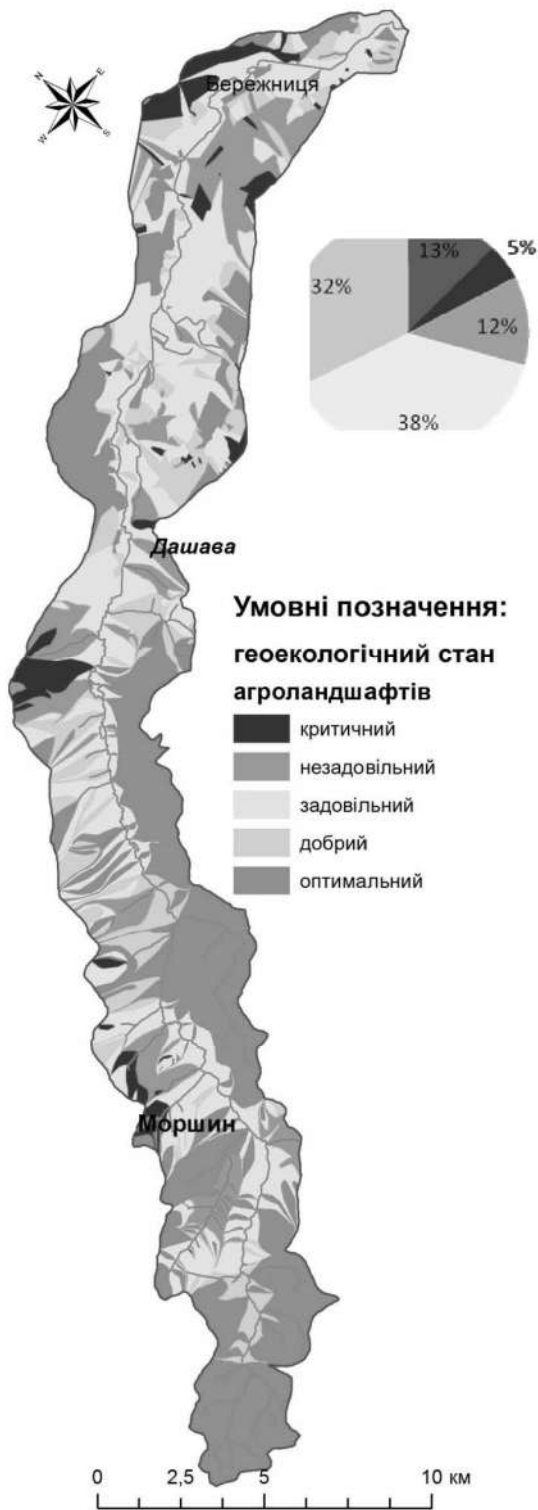 N
E
W
S
Бережниця
13%
5%
32%
12%
38%
Дашава
Умовні позначення:
геоекологічний стан
агроландшафтів
критичний
незадовільний
задовільний
добрий
оптимальний
Моршин
0 2,5 5 10 км